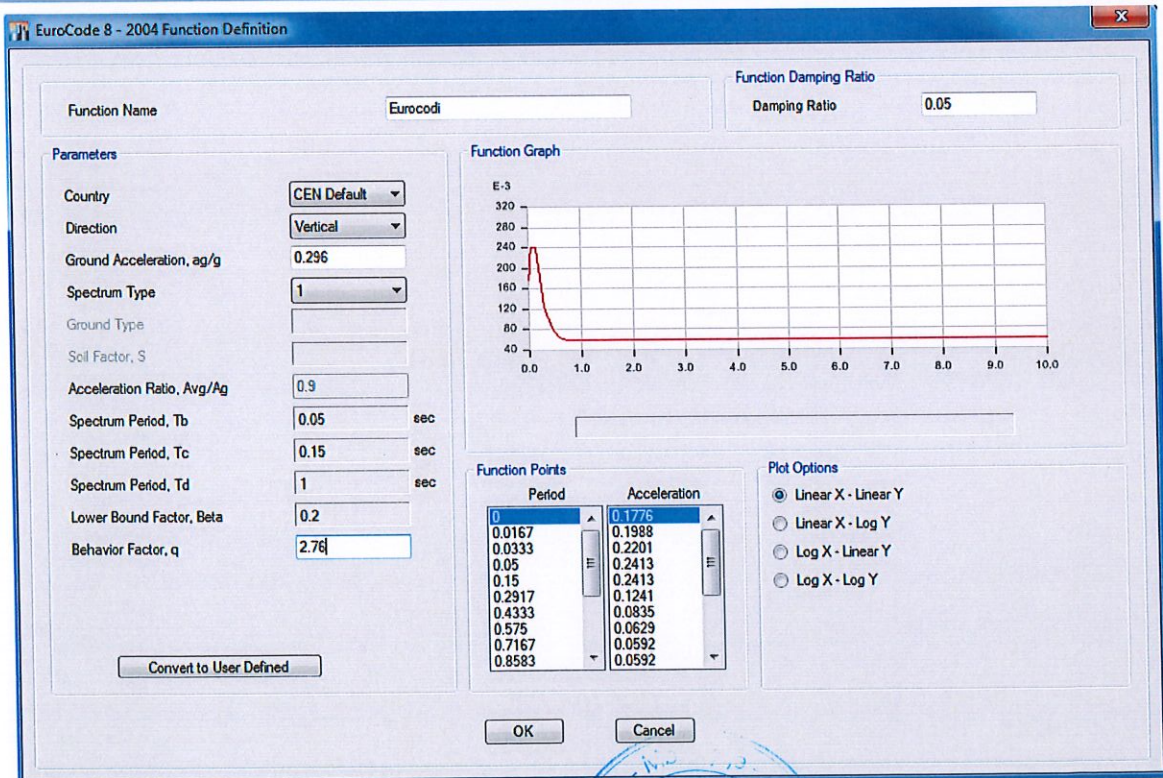 EuroCode 8 - 2004 Function Definition
Function Name
Eurocodi
Function Damping Ratio
Damping Ratio
0.05
Parameters
Country
CEN Default
Direction
Vertical
Ground Acceleration, ag/g
0.296
Spectrum Type
1
Ground Type
Soil Factor, S
Acceleration Ratio, Avg/Ag
0.9
Spectrum Period, Tb
0.05
sec
Spectrum Period, Tc
0.15
sec
Spectrum Period, Td
1
sec
Lower Bound Factor, Beta
0.2
Behavior Factor, q
2.76
Convert to User Defined
Function Graph
E-3
320
280
240
200
160
120
80
40
0.0 1.0 2.0 3.0 4.0 5.0 6.0 7.0 8.0 9.0 10.0
Function Points
Period Acceleration
0 0.1776
0.0167 0.1988
0.0333 0.2201
0.05 0.2413
0.15 0.2413
0.2917 0.1241
0.4333 0.0835
0.575 0.0629
0.7167 0.0592
0.8583 0.0592
Plot Options
Linear X - Linear Y
Linear X - Log Y
Log X - Linear Y
Log X - Log Y
OK
Cancel